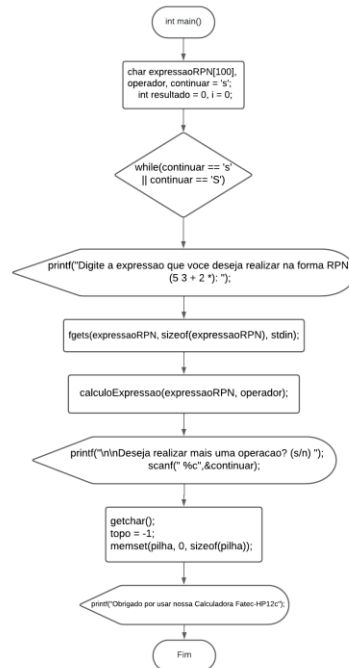 int main()
char expressaoRPN[100],
operador, continuar = 's';
int resultado = 0, i = 0;
while(continuar == 's'
|| continuar == 'S')
printf("Digite a expressao que voce deseja realizar na forma RPN
(5 3 + 2 *): ");
fgets(expressaoRPN, sizeof(expressaoRPN), stdin);
calculoExpressao(expressaoRPN, operador);
printf("\n\nDeseja realizar mais uma operacao? (s/n) ");
scanf(" %c",&continuar);
getchar();
topo = -1;
memset(pilha, 0, sizeof(pilha));
printf("Obrigado por usar nossa Calculadora Fatec-HP12c");
Fim